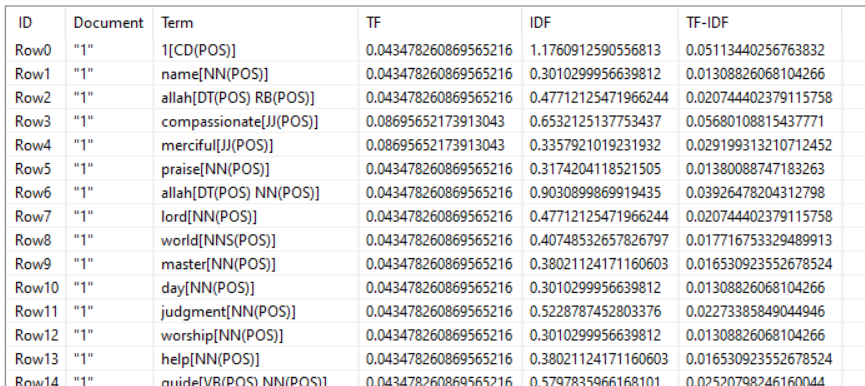 ID Document Term TF IDF TF-IDF
Row0 "1" 1[CD(POS)] 0.043478260869565216 1.1760912590556813 0.05113440256763832
Row1 "1" name[NN(POS)] 0.043478260869565216 0.3010299956639812 0.01308826068104266
Row2 "1" allah[DT(POS) RB(POS)] 0.043478260869565216 0.47712125471966244 0.020744402379115758
Row3 "1" compassionate[JJ(POS)] 0.08695652173913043 0.6532125137753437 0.05680108815437771
Row4 "1" merciful[JJ(POS)] 0.08695652173913043 0.3357921019231932 0.029199313210712452
Row5 "1" praise[NN(POS)] 0.043478260869565216 0.3174204118521505 0.01380088747183263
Row6 "1" allah[DT(POS) NN(POS)] 0.043478260869565216 0.9030899869919435 0.03926478204312798
Row7 "1" lord[NN(POS)] 0.043478260869565216 0.47712125471966244 0.020744402379115758
Row8 "1" world[NNS(POS)] 0.043478260869565216 0.40748532657826797 0.017716753329489913
Row9 "1" master[NN(POS)] 0.043478260869565216 0.38021124171160603 0.016530923552678524
Row10 "1" day[NN(POS)] 0.043478260869565216 0.3010299956639812 0.01308826068104266
Row11 "1" judgment[NN(POS)] 0.043478260869565216 0.5228787452803376 0.02273385849044946
Row12 "1" worship[NN(POS)] 0.043478260869565216 0.3010299956639812 0.01308826068104266
Row13 "1" help[NN(POS)] 0.043478260869565216 0.38021124171160603 0.016530923552678524
Row14 "1" guide[VB(POS) NN(POS)] 0.043478260869565216 0.5797835966168101 0.02520798246160044